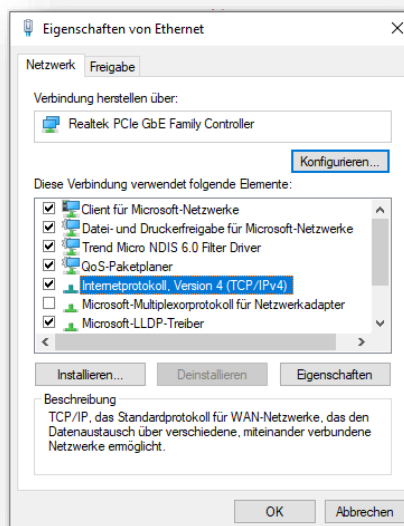 Eigenschaften von Ethernet
Netzwerk
Freigabe
Verbindung herstellen über:
Realtek PCIe GbE Family Controller
Konfigurieren...
Diese Verbindung verwendet folgende Elemente:
Client für Microsoft-Netzwerke
Datei- und Druckerfreigabe für Microsoft-Netzwerke
Trend Micro NDIS 6.0 Filter Driver
QoS-Paketplaner
Internetprotokoll, Version 4 (TCP/IPv4)
Microsoft-Multiplexorprotokoll für Netzwerkadapter
Microsoft-LLDP-Treiber
Installieren...
Deinstallieren
Eigenschaften
Beschreibung
TCP/IP, das Standardprotokoll für WAN-Netzwerke, das den
Datenaustausch über verschiedene, miteinander verbundene
Netzwerke ermöglicht.
OK
Abbrechen